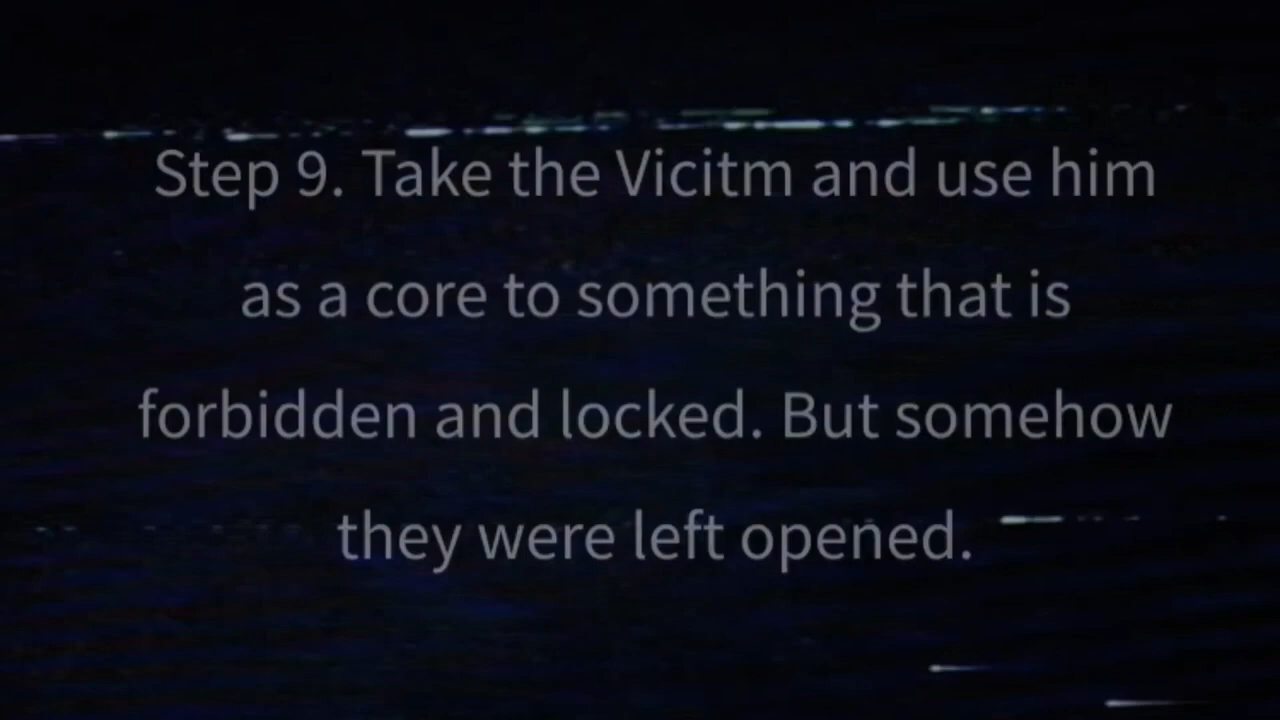 Step 9. Take the Vicitm and use him
as a core to something that is
forbidden and locked. But somehow
they were left opened.